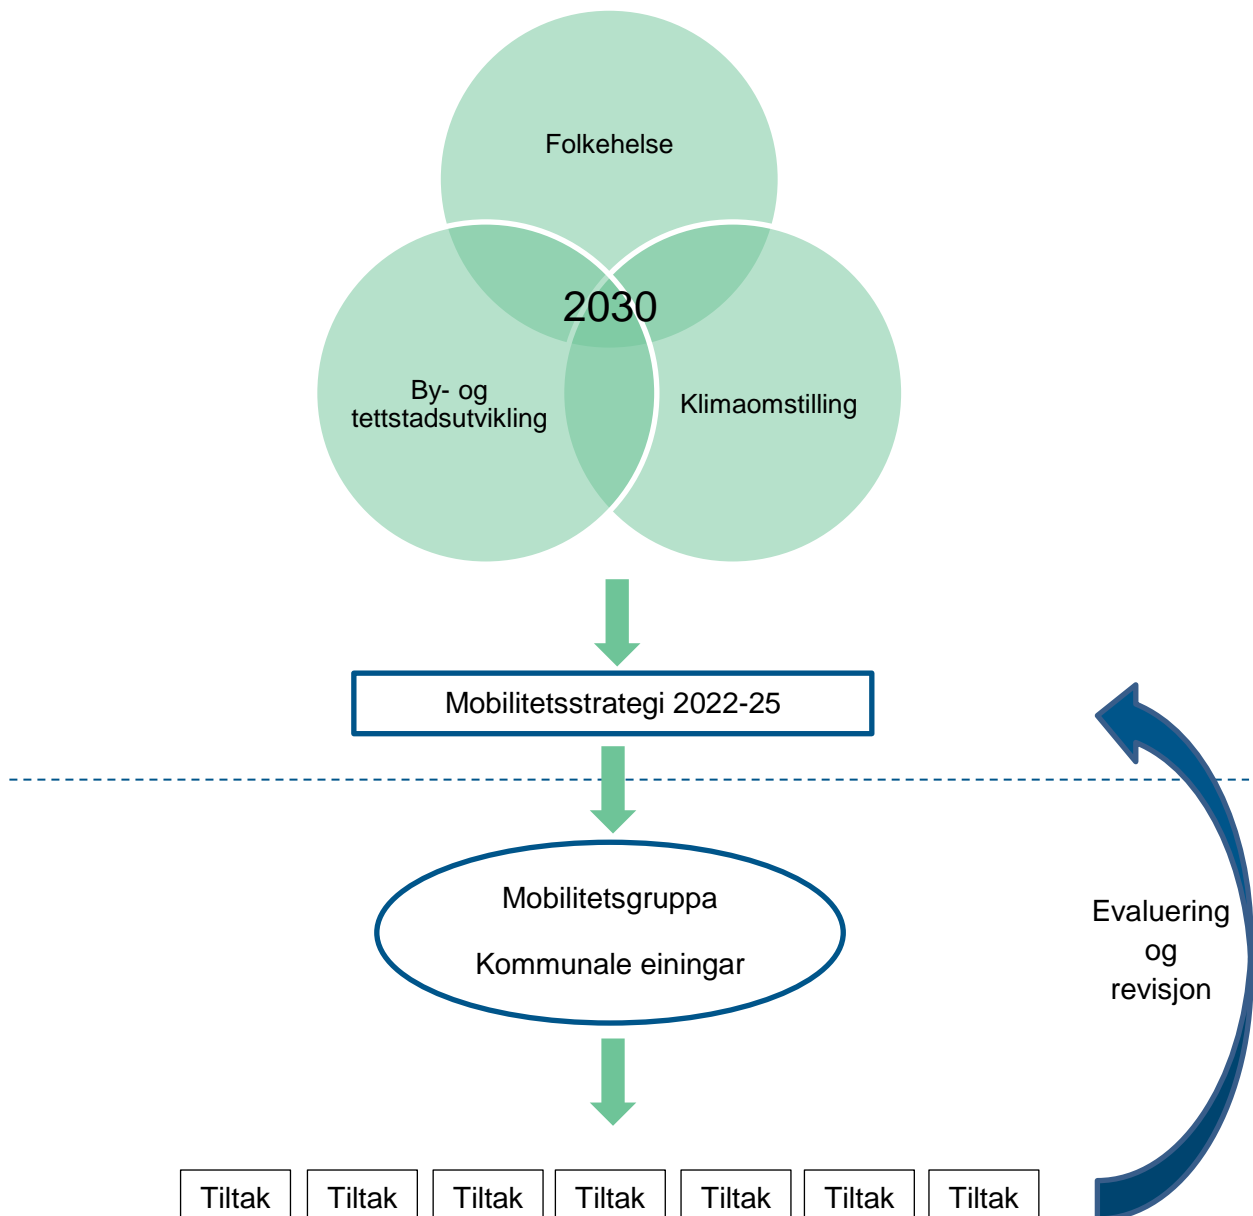 Folkehelse
2030
By- og
tettstadsutvikling
Klimaomstilling
Mobilitetsstrategi 2022-25
Mobilitetsgruppa
Kommunale einingar
Evaluering
og
revisjon
Tiltak Tiltak Tiltak Tiltak Tiltak Tiltak Tiltak